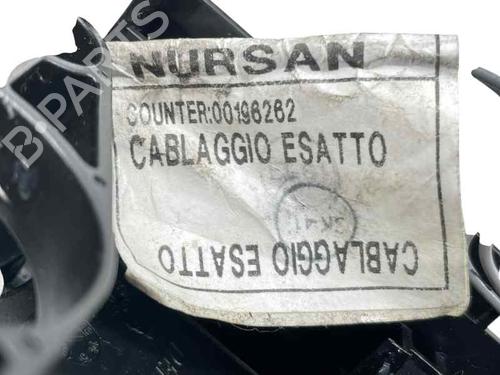 NURSAN
COUNTER:00196262
CABLAGGIO ESATTO
CABLAGGIO ESATTO